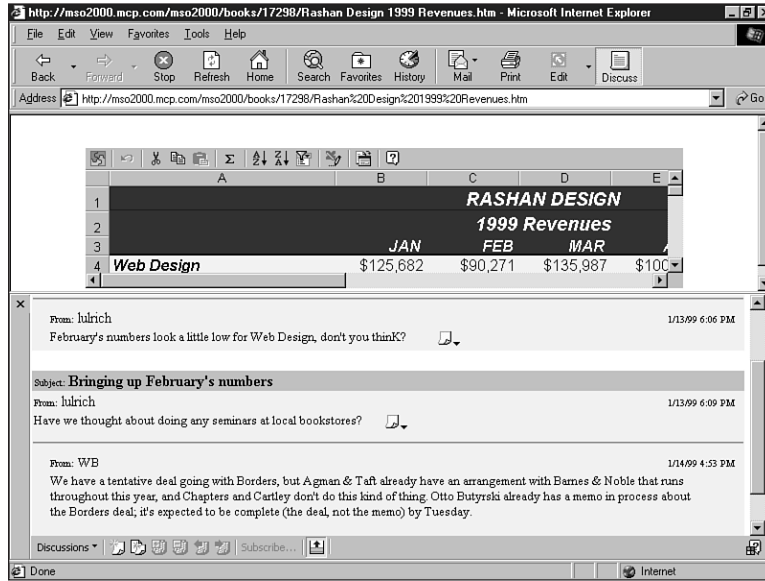 http://mso2000.mcp.com/mso2000/books/17298/Rashan Design 1999 Revenues.htm - Microsoft Internet Explorer
File Edit View Favorites Tools Help
Back Forward Stop Refresh Home Search Favorites History Mail Print Edit Discuss
Address http://mso2000.mcp.com/mso2000/books/17298/Rashan%20Design%201999%20Revenues.htm Go
A B C D E
1 RASHAN DESIGN
2 1999 Revenues
3 JAN FEB MAR
4 Web Design $125,682 $90,271 $135,987 $100
From: lulrich 1/13/99 6:06 PM
February's numbers look a little low for Web Design, don't you thinK?
Subject: Bringing up February's numbers
From: lulrich 1/13/99 6:09 PM
Have we thought about doing any seminars at local bookstores?
From: WB 1/14/99 4:53 PM
We have a tentative deal going with Borders, but Agman & Taft already have an arrangement with Barnes & Noble that runs
throughout this year, and Chapters and Cartley don't do this kind of thing. Otto Butyrski already has a memo in process about
the Borders deal; it's expected to be complete (the deal, not the memo) by Tuesday.
Discussions Subscribe...
Done Internet